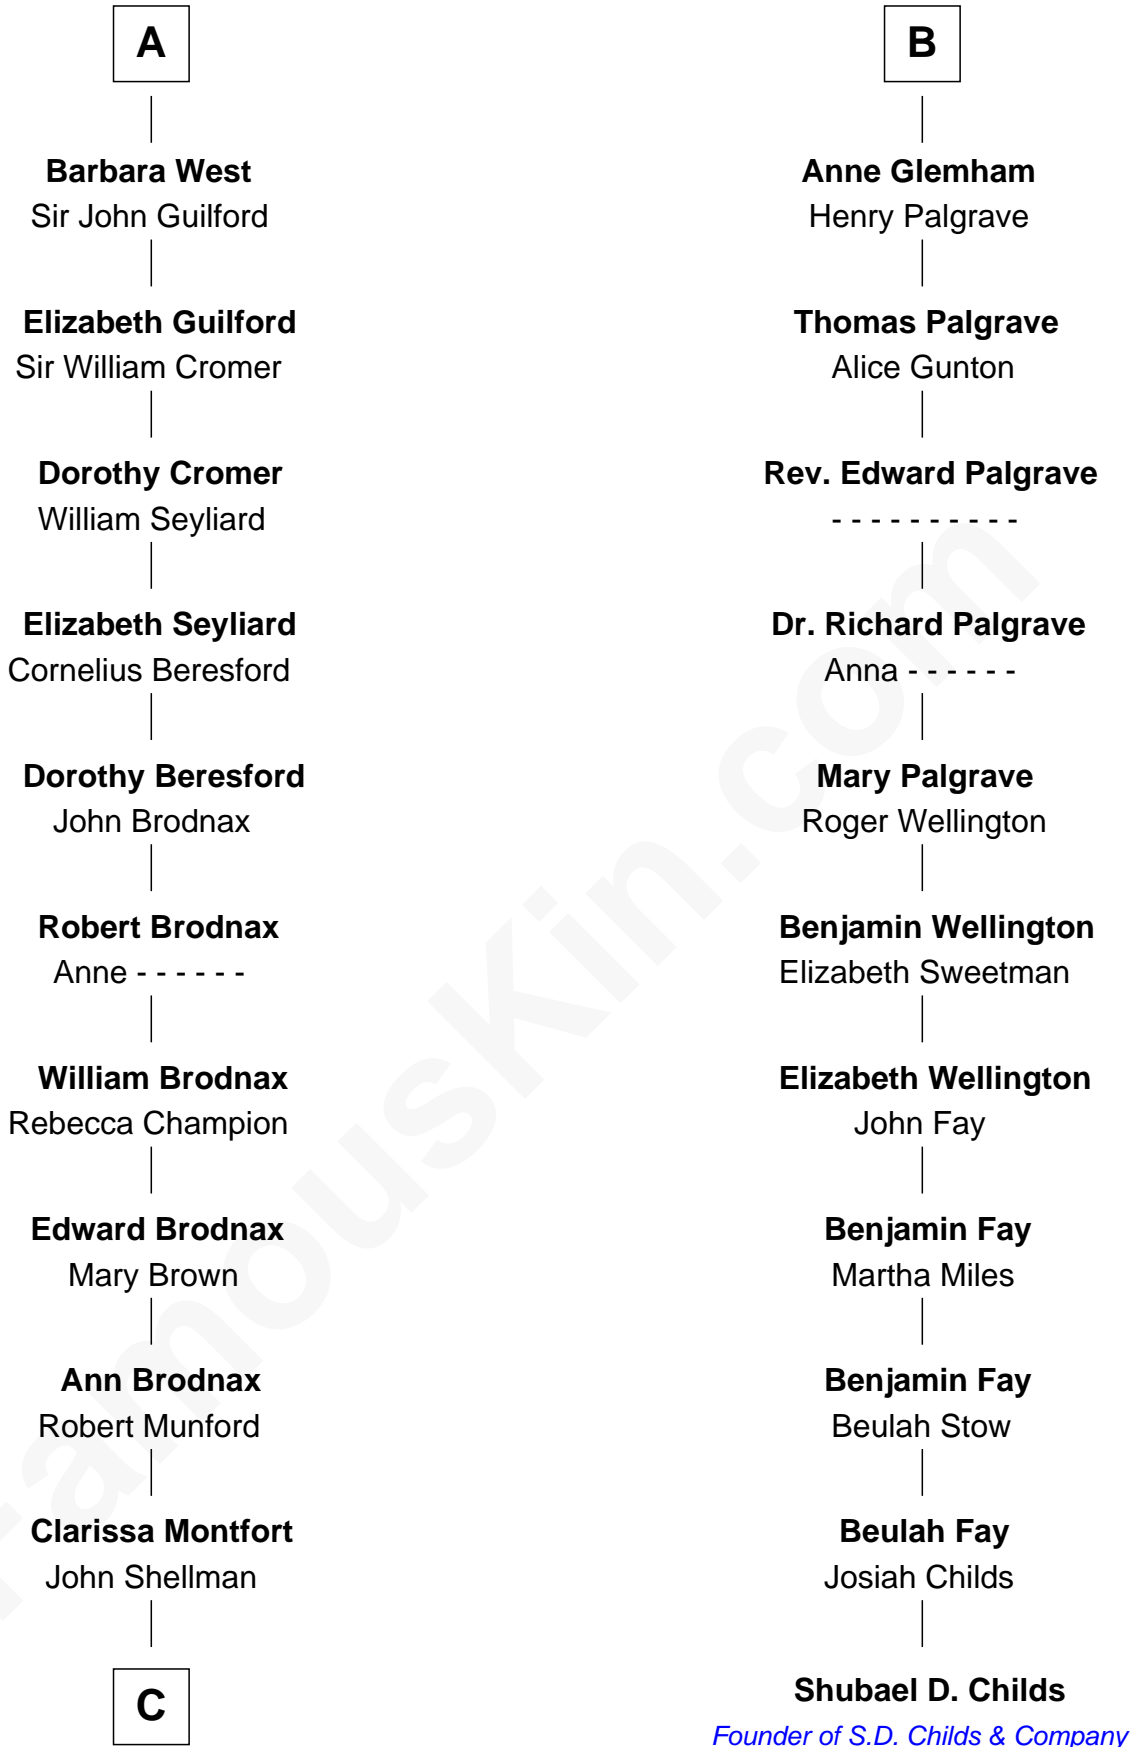 A
Barbara West
Sir John Guilford
Elizabeth Guilford
Sir William Cromer
Dorothy Cromer
William Seyliard
Elizabeth Seyliard
Cornelius Beresford
Dorothy Beresford
John Brodnax
Robert Brodnax
Anne - - - - - -
William Brodnax
Rebecca Champion
Edward Brodnax
Mary Brown
Ann Brodnax
Robert Munford
Clarissa Montfort
John Shellman
C
B
Anne Glemham
Henry Palgrave
Thomas Palgrave
Alice Gunton
Rev. Edward Palgrave
- - - - - - - - - -
Dr. Richard Palgrave
Anna - - - - - -
Mary Palgrave
Roger Wellington
Benjamin Wellington
Elizabeth Sweetman
Elizabeth Wellington
John Fay
Benjamin Fay
Martha Miles
Benjamin Fay
Beulah Stow
Beulah Fay
Josiah Childs
Shubael D. Childs
Founder of S.D. Childs & Company
FamousKin.com